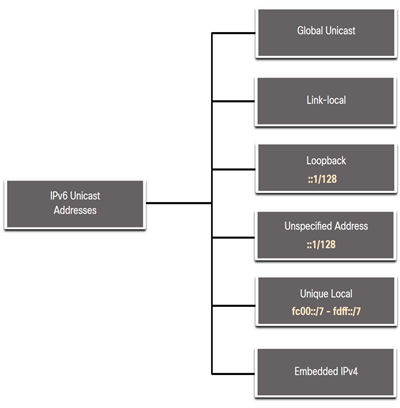 Global Unicast
Link-local
Loopback
::1/128
IPv6 Unicast
Addresses
Unspecified Address
::1/128
Unique Local
fc00::/7 - fdff::/7
Embedded IPv4